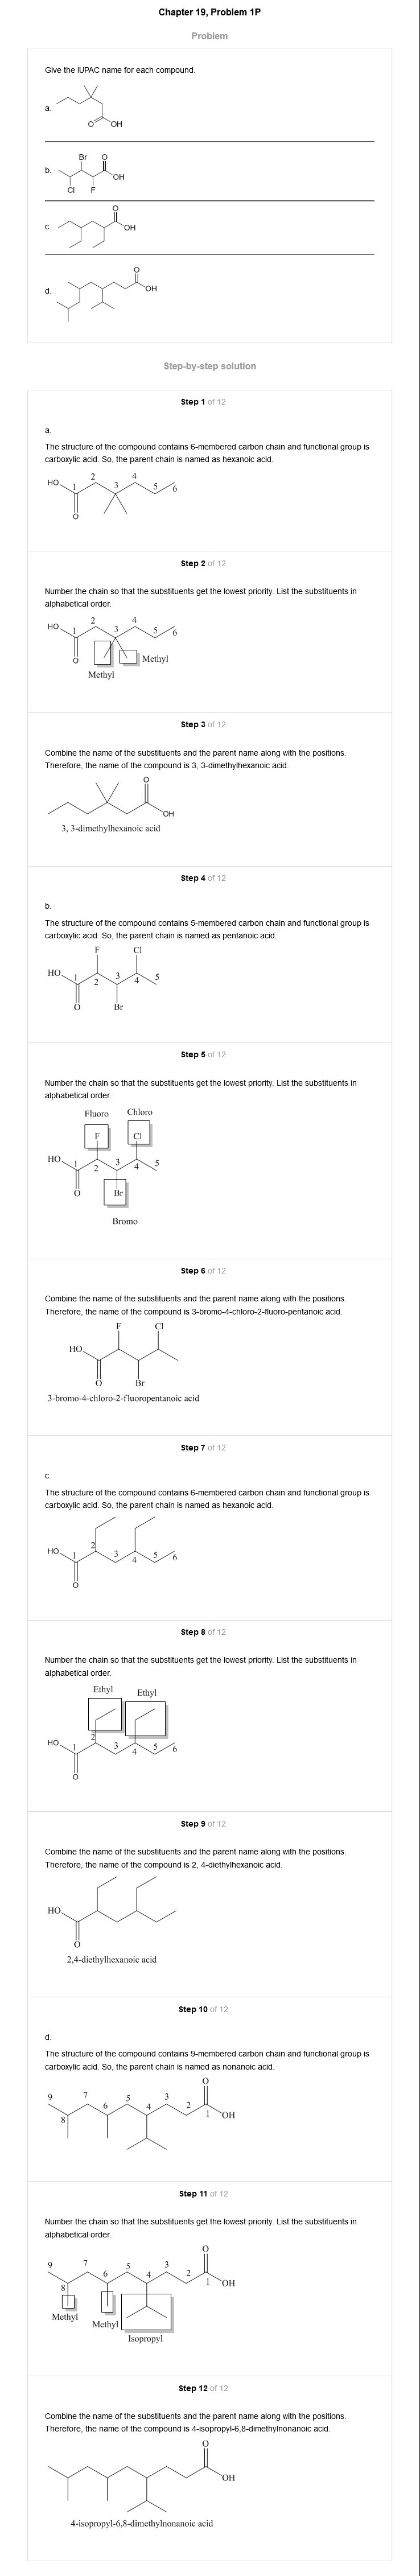 Chapter 19, Problem 1P
Problem
Give the IUPAC name for each compound.
a.
O
OH
b.
Br
O
OH
Cl
F
c.
O
OH
d.
O
OH
Step-by-step solution
Step 1 of 12
a.
The structure of the compound contains 6-membered carbon chain and functional group is
carboxylic acid. So, the parent chain is named as hexanoic acid.
HO
1
2
3
4
5
6
O
Step 2 of 12
Number the chain so that the substituents get the lowest priority. List the substituents in
alphabetical order.
HO
1
2
3
4
5
6
O
Methyl
Methyl
Step 3 of 12
Combine the name of the substituents and the parent name along with the positions.
Therefore, the name of the compound is 3, 3-dimethylhexanoic acid.
O
OH
3, 3-dimethylhexanoic acid
Step 4 of 12
b.
The structure of the compound contains 5-membered carbon chain and functional group is
carboxylic acid. So, the parent chain is named as pentanoic acid.
F
Cl
HO
1
2
3
4
5
O
Br
Step 5 of 12
Number the chain so that the substituents get the lowest priority. List the substituents in
alphabetical order.
Fluoro
Chloro
F
Cl
HO
1
2
3
4
5
O
Br
Bromo
Step 6 of 12
Combine the name of the substituents and the parent name along with the positions.
Therefore, the name of the compound is 3-bromo-4-chloro-2-fluoro-pentanoic acid.
F
Cl
HO
O
Br
3-bromo-4-chloro-2-fluoropentanoic acid
Step 7 of 12
c.
The structure of the compound contains 6-membered carbon chain and functional group is
carboxylic acid. So, the parent chain is named as hexanoic acid.
HO
1
2
3
4
5
6
O
Step 8 of 12
Number the chain so that the substituents get the lowest priority. List the substituents in
alphabetical order.
Ethyl
Ethyl
HO
1
2
3
4
5
6
O
Step 9 of 12
Combine the name of the substituents and the parent name along with the positions.
Therefore, the name of the compound is 2, 4-diethylhexanoic acid.
HO
O
2,4-diethylhexanoic acid
Step 10 of 12
d.
The structure of the compound contains 9-membered carbon chain and functional group is
carboxylic acid. So, the parent chain is named as nonanoic acid.
O
9
7
5
3
8
6
4
2
1
OH
Step 11 of 12
Number the chain so that the substituents get the lowest priority. List the substituents in
alphabetical order.
O
9
7
5
3
8
6
4
2
1
OH
Methyl
Methyl
Isopropyl
Step 12 of 12
Combine the name of the substituents and the parent name along with the positions.
Therefore, the name of the compound is 4-isopropyl-6,8-dimethylnonanoic acid.
O
OH
4-isopropyl-6,8-dimethylnonanoic acid